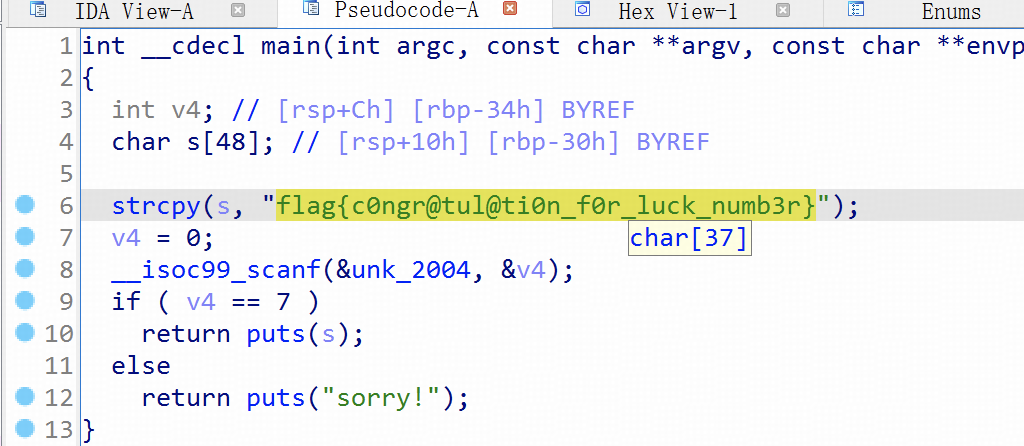 IDA View-A Pseudocode-A Hex View-1 Enums
1 int __cdecl main(int argc, const char **argv, const char **envp
2 {
3 int v4; // [rsp+Ch] [rbp-34h] BYREF
4 char s[48]; // [rsp+10h] [rbp-30h] BYREF
5
6 strcpy(s, "flag{c0ngr@tul@ti0n_f0r_luck_numb3r}");
7 v4 = 0;
char[37]
8 __isoc99_scanf(&unk_2004, &v4);
9 if ( v4 == 7 )
10 return puts(s);
11 else
12 return puts("sorry!");
13 }